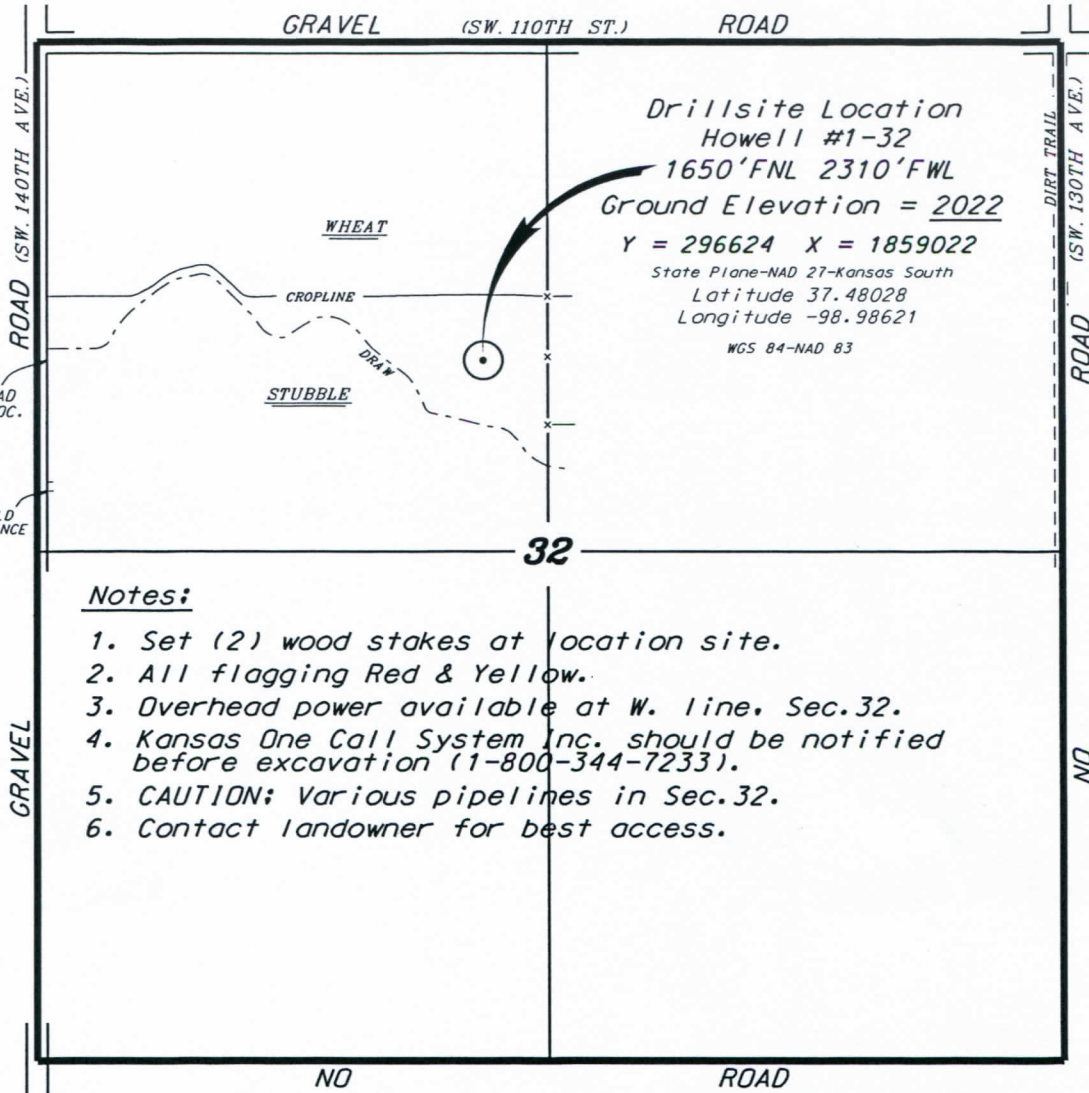 GRAVEL (SW. 110TH ST.) ROAD
ROAD (SW. 140TH AVE.)
GRAVEL
DIRT TRAIL
ROAD (SW. 130TH AVE.)
NO
Drillsite Location
Howell #1-32
1650'FNL 2310'FWL
Ground Elevation = 2022
Y = 296624 X = 1859022
State Plane-NAD 27-Kansas South
Latitude 37.48028
Longitude -98.98621
WGS 84-NAD 83
WHEAT
CROPLINE
DRAW
STUBBLE
OC.
NCE
32
Notes:
1. Set (2) wood stakes at location site.
2. All flagging Red & Yellow.
3. Overhead power available at W. line, Sec.32.
4. Kansas One Call System Inc. should be notified
before excavation (1-800-344-7233).
5. CAUTION: Various pipelines in Sec.32.
6. Contact landowner for best access.
NO ROAD